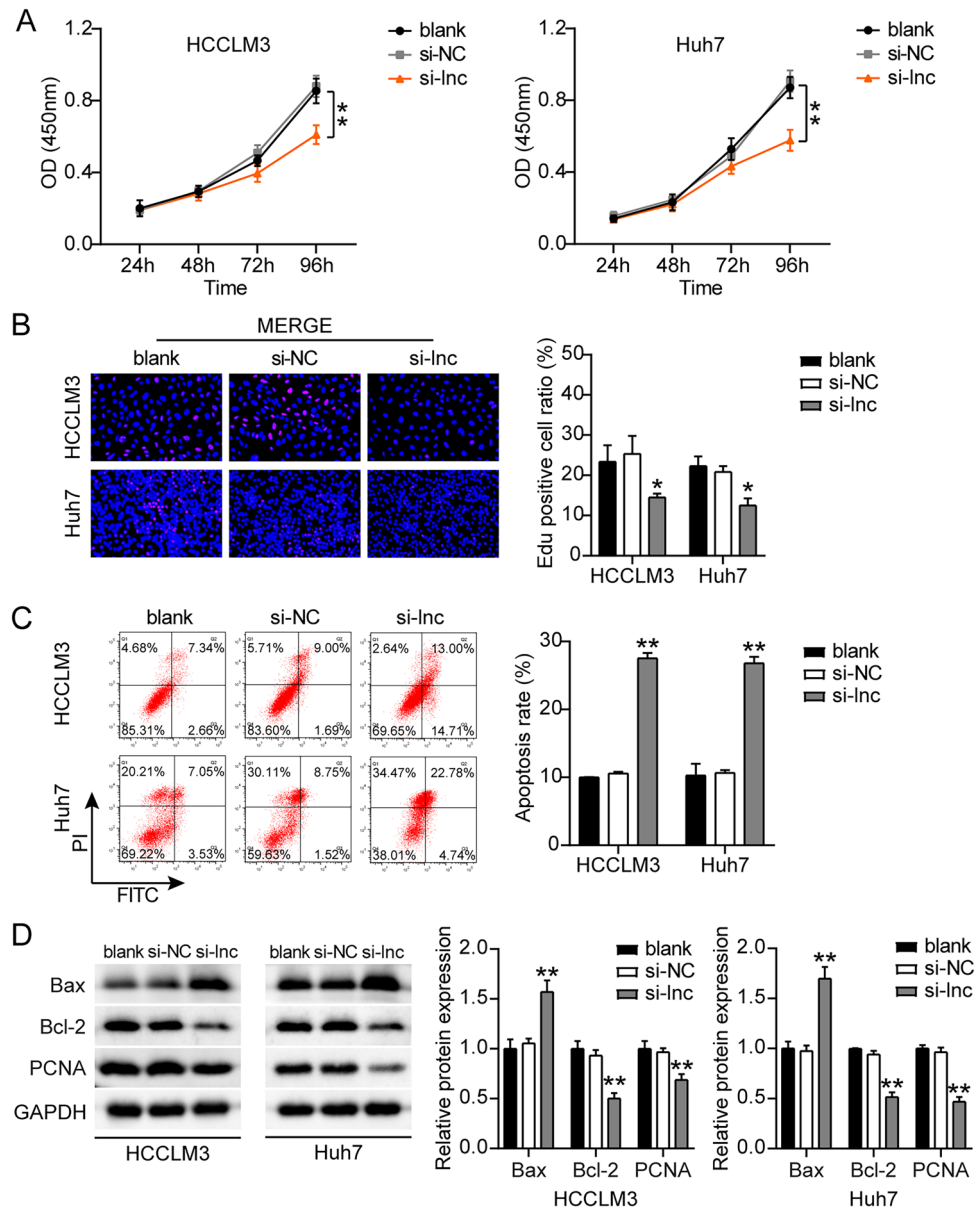 A
HCCLM3
blank
si-NC
si-lnc
OD (450nm)
1.2
0.8
0.4
0.0
**
24h 48h 72h 96h
Time
Huh7
blank
si-NC
si-lnc
OD (450nm)
1.2
0.8
0.4
0.0
**
24h 48h 72h 96h
Time
B
MERGE
blank si-NC si-lnc
HCCLM3
Huh7
Edu positive cell ratio (%)
50
40
30
20
10
0
* *
HCCLM3 Huh7
blank
si-NC
si-lnc
C
blank si-NC si-lnc
HCCLM3
Q1 Q2 Q1 Q2 Q1 Q2
4.68% 7.34% 5.71% 9.00% 2.64% 13.00%
85.31% 2.66% 83.60% 1.69% 69.65% 14.71%
Huh7
20.21% 7.05% 30.11% 8.75% 34.47% 22.78%
69.22% 3.53% 59.63% 1.52% 38.01% 4.74%
PI
FITC
Apoptosis rate (%)
30
20
10
0
** **
HCCLM3 Huh7
blank
si-NC
si-lnc
D
blank si-NC si-lnc blank si-NC si-lnc
Bax
Bcl-2
PCNA
GAPDH
HCCLM3 Huh7
Relative protein expression
2.0
1.5
1.0
0.5
0.0
** ** **
blank
si-NC
si-lnc
Bax Bcl-2 PCNA
HCCLM3
Relative protein expression
2.0
1.5
1.0
0.5
0.0
** ** **
blank
si-NC
si-lnc
Bax Bcl-2 PCNA
Huh7